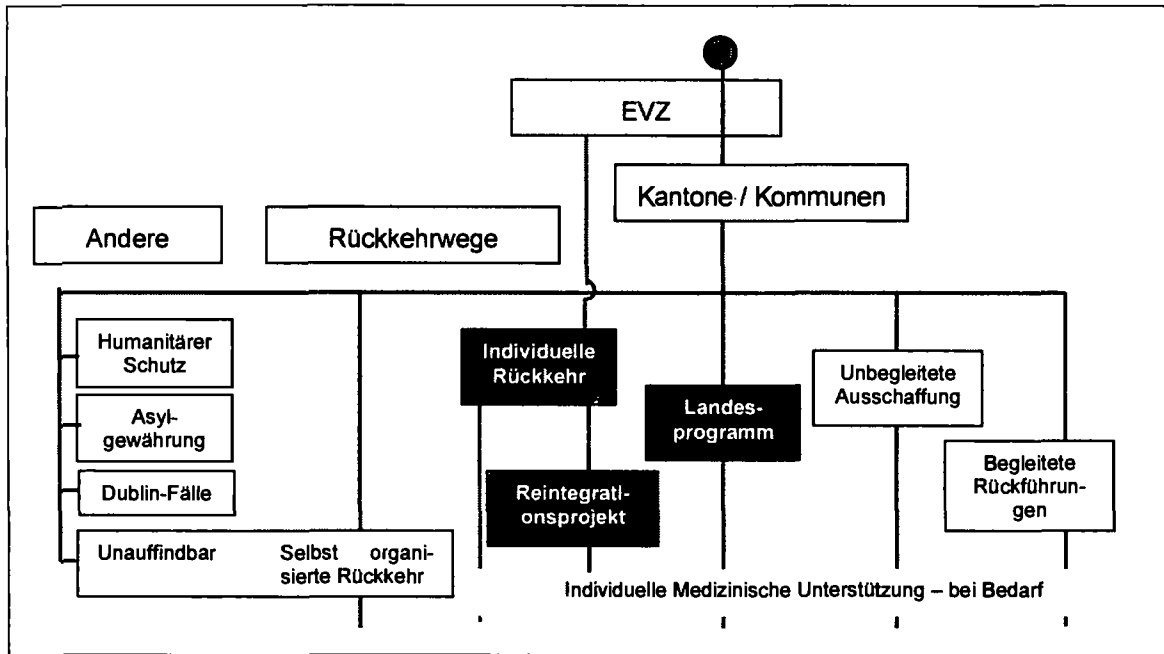 EVZ
Kantone / Kommunen
Andere
Rückkehrwege
Humanitärer
Schutz
Asyl-
gewährung
Dublin-Fälle
Unauffindbar
Selbst organi-
sierte Rückkehr
Individuelle
Rückkehr
Reintegrati-
onsprojekt
Landes-
programm
Unbegleitete
Ausschaffung
Begleitete
Rückführun-
gen
Individuelle Medizinische Unterstützung – bei Bedarf